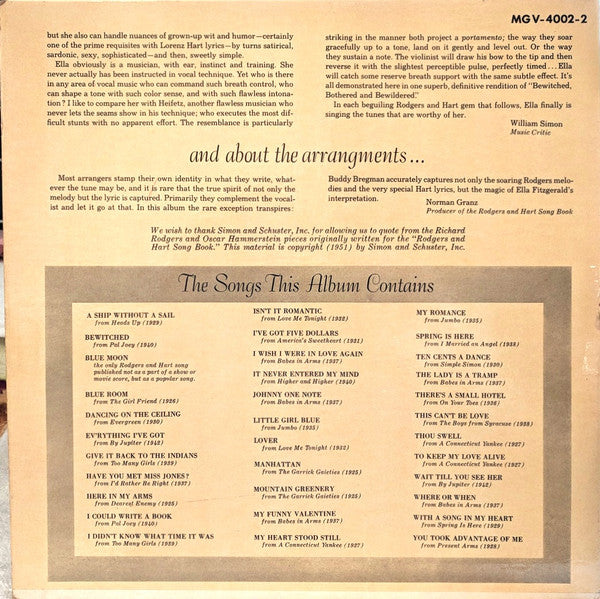 MG V-4002-2
but she also can handle nuances of grown-up wit and humor—certainly
one of the prime requisites with Lorenz Hart lyrics—by turns satirical,
sardonic, sexy, sophisticated—and then, sweetly simple.
Ella obviously is a musician, with ear, instinct and training. She
never actually has been instructed in vocal technique. Yet who is there
in any area of vocal music who can command such breath control, who
can shape a tone with such color sense, and with such flawless intona-
tion? I like to compare her with Heifetz, another flawless musician who
never lets the seams show in his technique; who executes the most dif-
ficult stunts with no apparent effort. The resemblance is particularly
striking in the manner both project a portamento; the way they soar
gracefully up to a tone, land on it gently and level out. Or the way
they sustain a note. The violinist will draw his bow to the tip and then
reverse it with the slightest perceptible pulse, perfectly timed... Ella
will catch some reserve breath support with the same subtle effect. It's
all demonstrated here in one superb, definitive rendition of "Bewitched,
Bothered and Bewildered."
In each beguiling Rodgers and Hart gem that follows, Ella finally is
singing the tunes that are worthy of her.
William Simon
Music Critic
and about the arrangments...
Most arrangers stamp their own identity in what they write, what-
ever the tune may be, and it is rare that the true spirit of not only the
melody but the lyric is captured. Primarily they complement the vocal-
ist and let it go at that. In this album the rare exception transpires:
Buddy Bregman accurately captures not only the soaring Rodgers melo-
dies and the very special Hart lyrics, but the magic of Ella Fitzgerald's
interpretation.
Norman Granz
Producer of the Rodgers and Hart Song Book
We wish to thank Simon and Schuster, Inc. for allowing us to quote from the Richard
Rodgers and Oscar Hammerstein pieces originally written for the "Rodgers and
Hart Song Book." This material is copyright (1951) by Simon and Schuster, Inc.
The Songs This Album Contains
A SHIP WITHOUT A SAIL
from Heads Up (1929)
BEWITCHED
from Pal Joey (1940)
BLUE MOON
the only Rodgers and Hart song
published not as a part of a show or
movie score, but as a popular song.
BLUE ROOM
from The Girl Friend (1926)
DANCING ON THE CEILING
from Evergreen (1930)
EV'RYTHING I'VE GOT
from By Jupiter (1942)
GIVE IT BACK TO THE INDIANS
from Too Many Girls (1939)
HAVE YOU MET MISS JONES?
from I'd Rather Be Right (1937)
HERE IN MY ARMS
from Dearest Enemy (1925)
I COULD WRITE A BOOK
from Pal Joey (1940)
I DIDN'T KNOW WHAT TIME IT WAS
from Too Many Girls (1939)
ISN'T IT ROMANTIC
from Love Me Tonight (1932)
I'VE GOT FIVE DOLLARS
from America's Sweetheart (1931)
I WISH I WERE IN LOVE AGAIN
from Babes in Arms (1937)
IT NEVER ENTERED MY MIND
from Higher and Higher (1940)
JOHNNY ONE NOTE
from Babes in Arms (1937)
LITTLE GIRL BLUE
from Jumbo (1935)
LOVER
from Love Me Tonight (1932)
MANHATTAN
from The Garrick Gaieties (1925)
MOUNTAIN GREENERY
from The Garrick Gaieties (1925)
MY FUNNY VALENTINE
from Babes in Arms (1937)
MY HEART STOOD STILL
from A Connecticut Yankee (1927)
MY ROMANCE
from Jumbo (1935)
SPRING IS HERE
from I Married an Angel (1938)
TEN CENTS A DANCE
from Simple Simon (1930)
THE LADY IS A TRAMP
from Babes in Arms (1937)
THERE'S A SMALL HOTEL
from On Your Toes (1936)
THIS CAN'T BE LOVE
from The Boys from Syracuse (1938)
THOU SWELL
from A Connecticut Yankee (1927)
TO KEEP MY LOVE ALIVE
from A Connecticut Yankee (1927)
WAIT TILL YOU SEE HER
from By Jupiter (1942)
WHERE OR WHEN
from Babes in Arms (1937)
WITH A SONG IN MY HEART
from Spring Is Here (1929)
YOU TOOK ADVANTAGE OF ME
from Present Arms (1928)